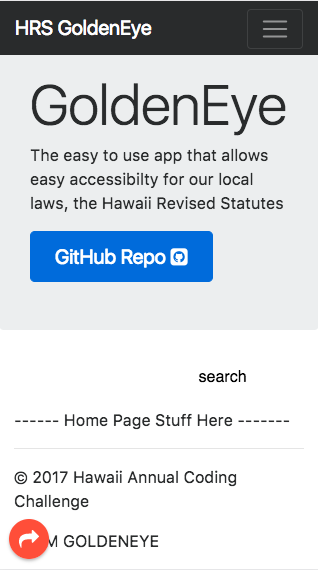 HRS GoldenEye
GoldenEye
The easy to use app that allows
easy accessibilty for our local
laws, the Hawaii Revised Statutes
GitHub Repo
search
------ Home Page Stuff Here -------
© 2017 Hawaii Annual Coding
Challenge
M GOLDENEYE